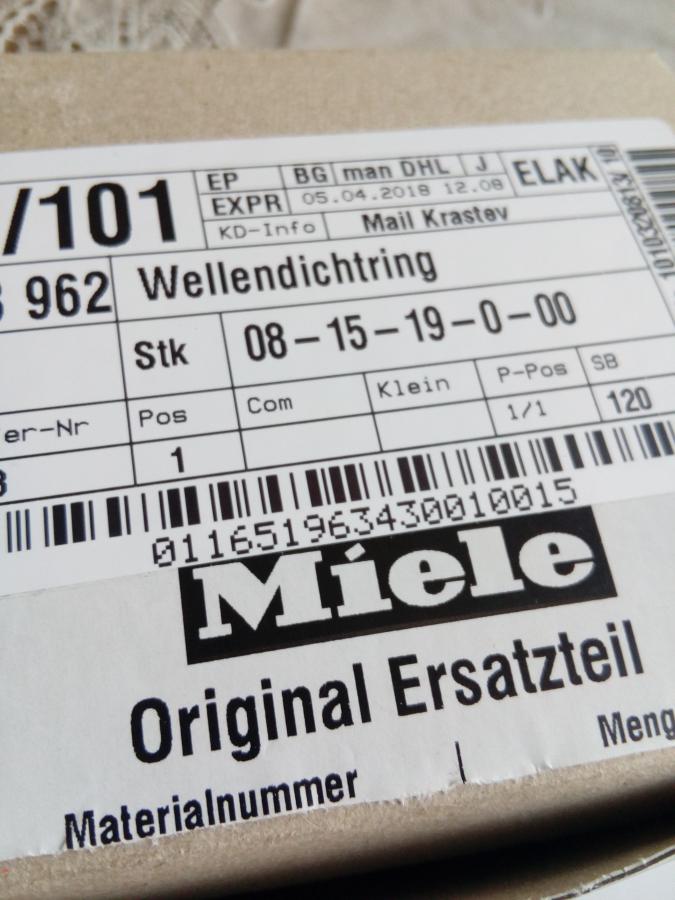 /101
EP BG man DHL J ELAK
EXPR 05.04.2018 12.08
KD-Info Mail Krastev
962 Wellendichtring
Stk 08-15-19-0-00
er-Nr Pos Com Klein P-Pos SB
1 1/1 120
011651963430010015
Miele
Original Ersatzteil
Materialnummer Meng